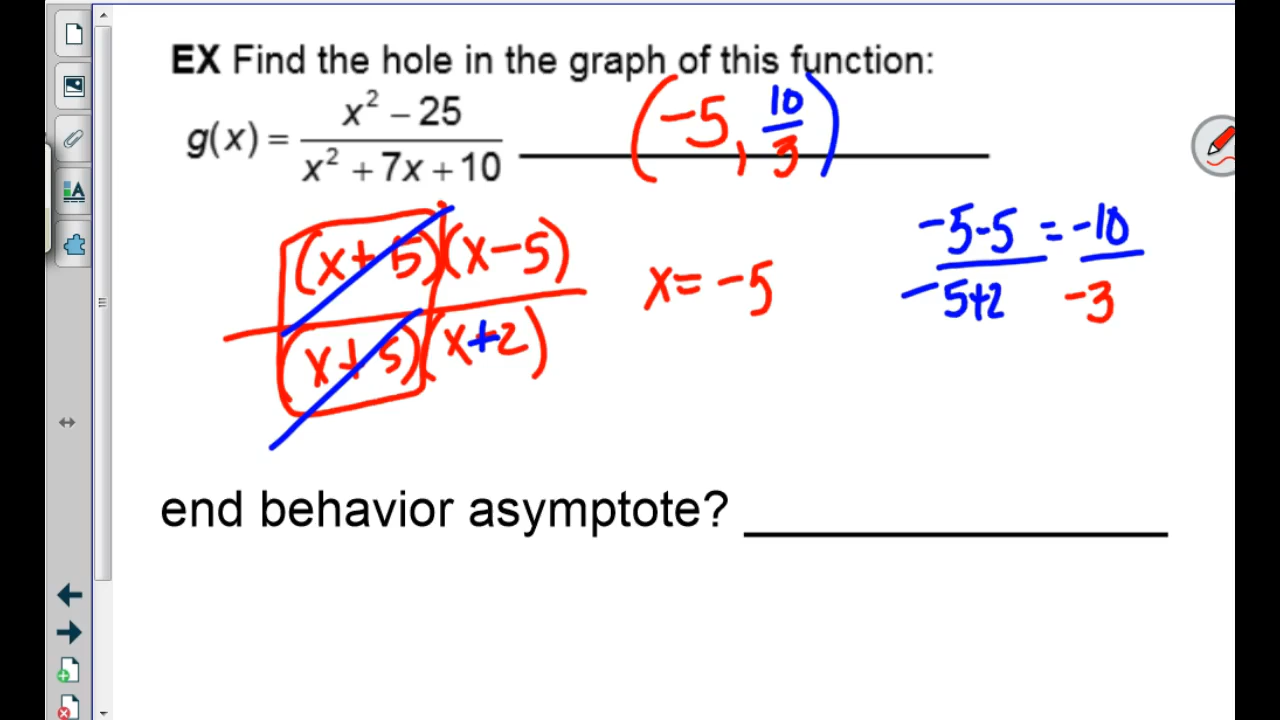 EX Find the hole in the graph of this function:
g(x) = (x² – 25)/(x² + 7x + 10) (-5, 10/3)
(x+5)(x-5)/(x+5)(x+2) x = -5 (-5-5)/(-5+2) = -10/-3
end behavior asymptote?